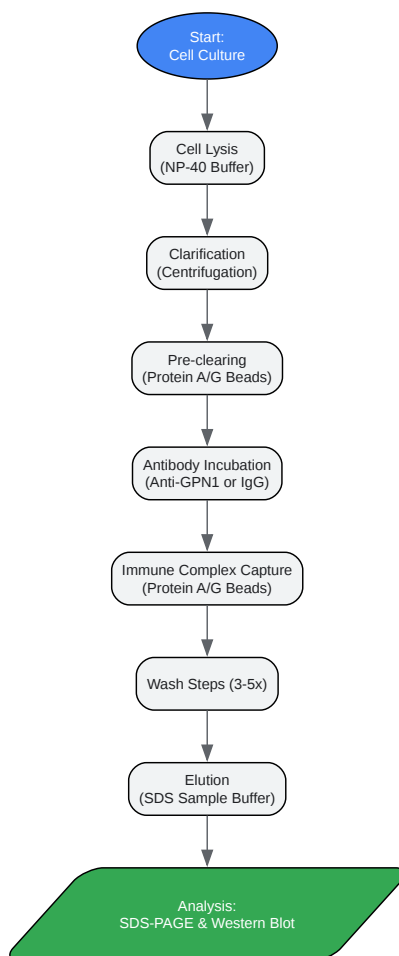 Start:
Cell Culture
Cell Lysis
(NP-40 Buffer)
Clarification
(Centrifugation)
Pre-clearing
(Protein A/G Beads)
Antibody Incubation
(Anti-GPN1 or IgG)
Immune Complex Capture
(Protein A/G Beads)
Wash Steps (3-5x)
Elution
(SDS Sample Buffer)
Analysis:
SDS-PAGE & Western Blot